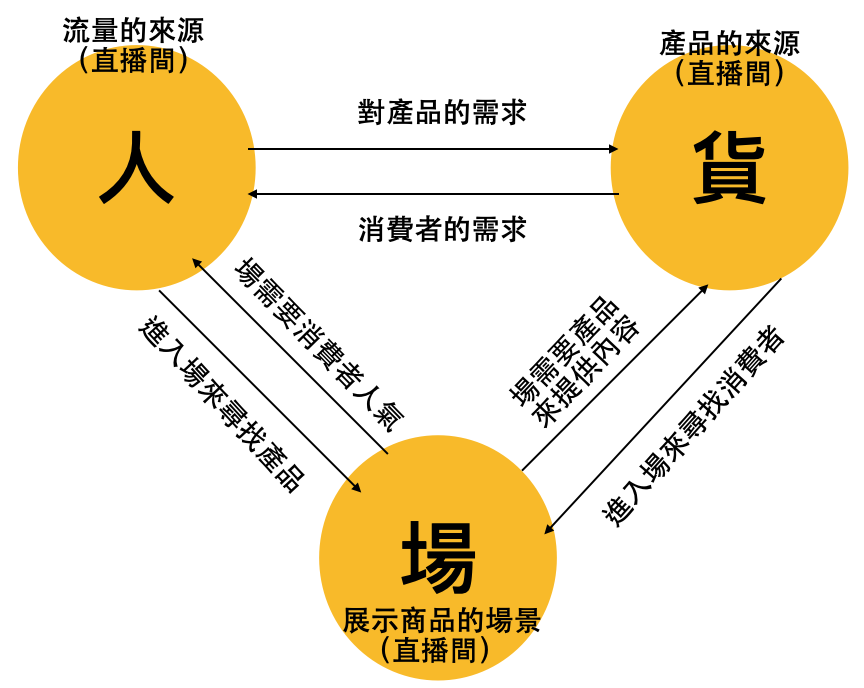 流量的來源
（直播間）
人
產品的來源
（直播間）
貨
對產品的需求
消費者的需求
場需要消費者人氣
進入場來尋找產品
場需要產品
來提供內容
進入場來尋找消費者
場
展示商品的場景
（直播間）